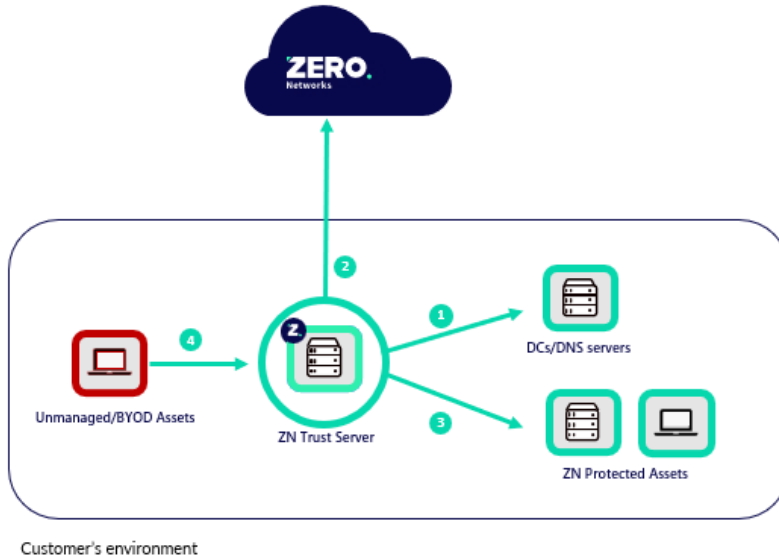 ZERO.
Networks
2
1
DCs/DNS servers
4
Z.
Unmanaged/BYOD Assets
ZN Trust Server
3
ZN Protected Assets
Customer's environment